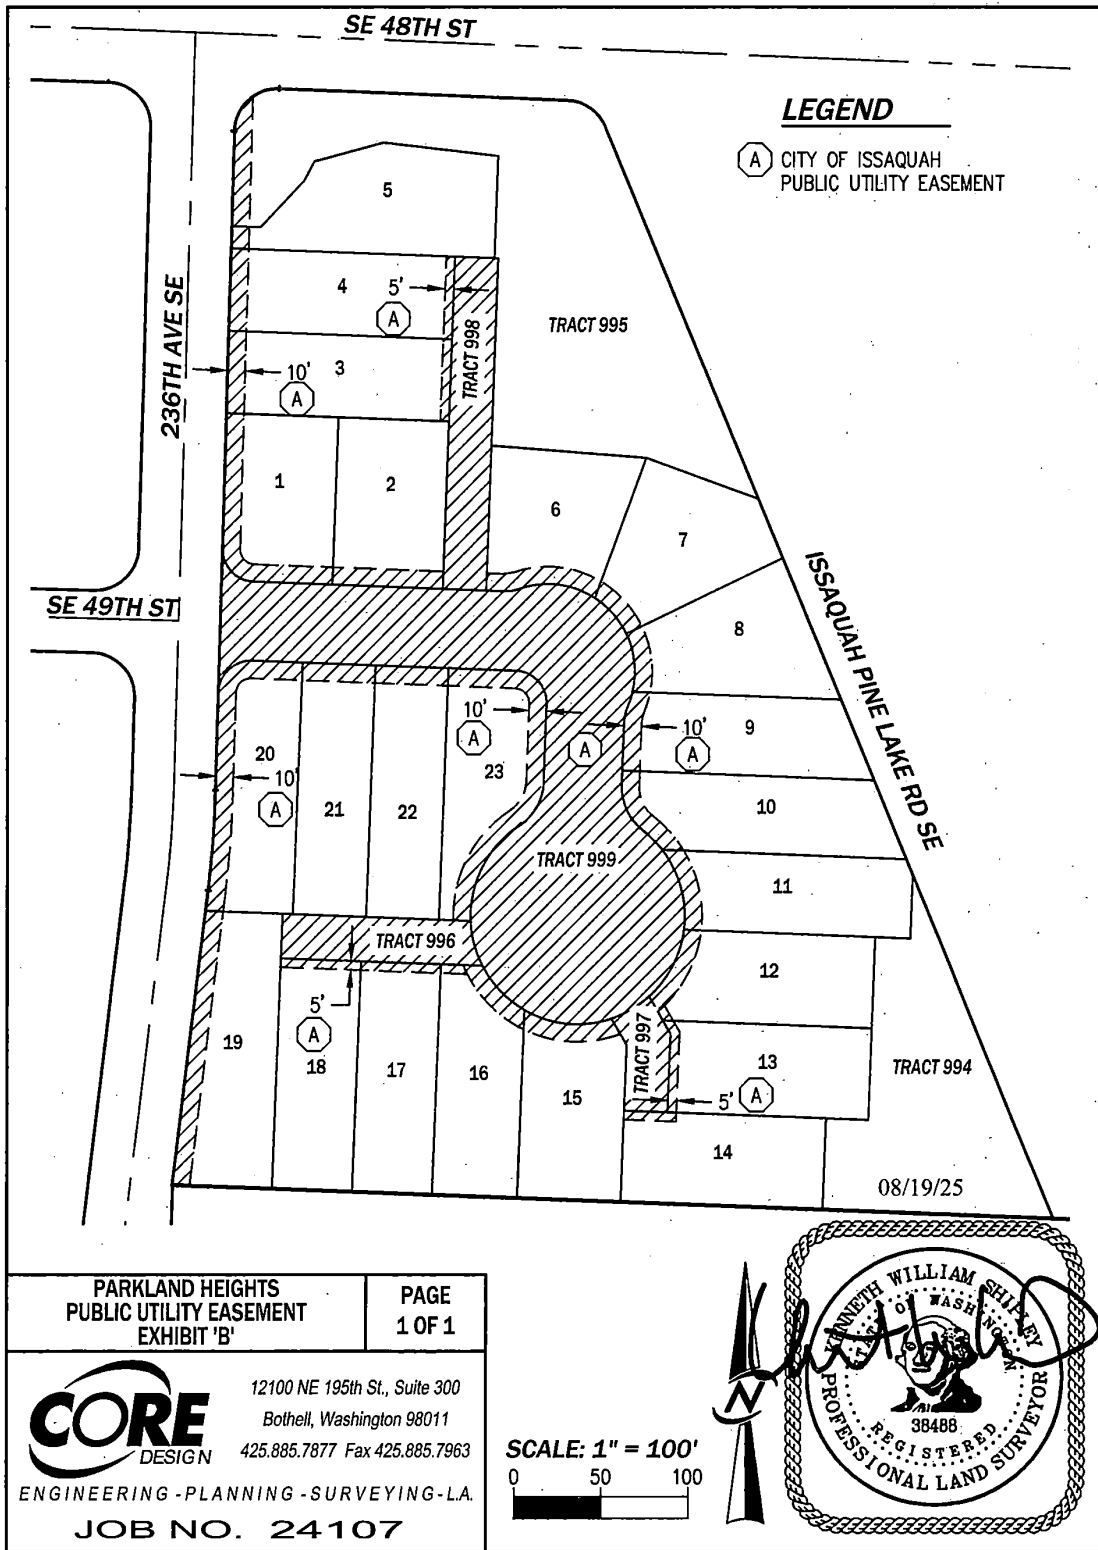 SE 48TH ST
LEGEND
A CITY OF ISSAQUAH
PUBLIC UTILITY EASEMENT
5
236TH AVE SE
4
5'
A
TRACT 998
TRACT 995
3
10'
A
1
2
6
7
SE 49TH ST
8
ISSAQUAH PINE LAKE RD SE
10'
A
A
10'
A
9
20
10'
A
21
22
23
10
TRACT 999
11
TRACT 996
12
5'
A
19
18
17
16
15
TRACT 997
13
5'
A
TRACT 994
14
08/19/25
PARKLAND HEIGHTS
PUBLIC UTILITY EASEMENT
EXHIBIT 'B'
PAGE
1 OF 1
CORE
DESIGN
12100 NE 195th St., Suite 300
Bothell, Washington 98011
425.885.7877 Fax 425.885.7963
ENGINEERING-PLANNING-SURVEYING-L.A.
JOB NO. 24107
SCALE: 1" = 100'
0 50 100
N
KENNETH WILLIAM SHIPLEY
STATE OF WASHINGTON
38488
REGISTERED
PROFESSIONAL LAND SURVEYOR